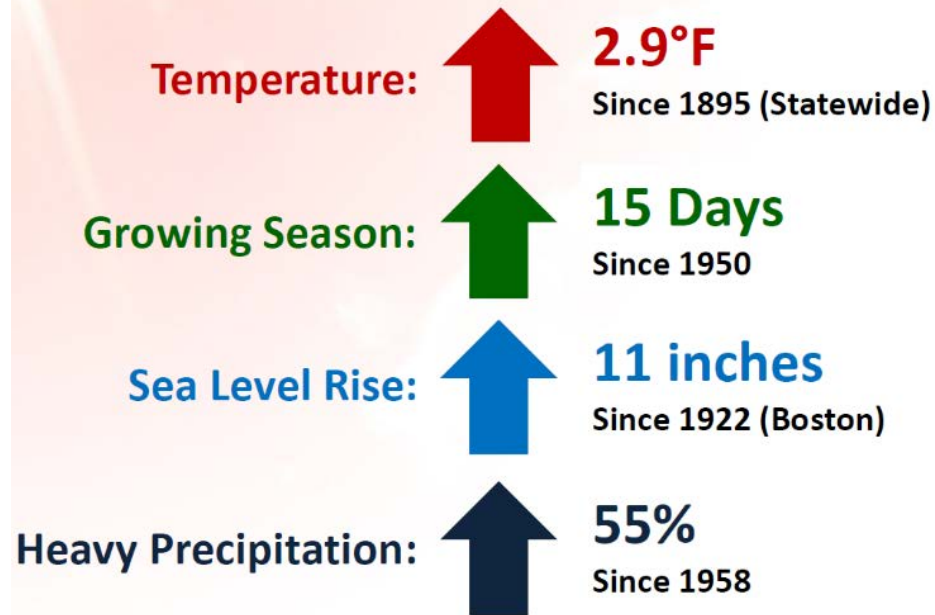 Temperature:
2.9°F
Since 1895 (Statewide)
Growing Season:
15 Days
Since 1950
Sea Level Rise:
11 inches
Since 1922 (Boston)
Heavy Precipitation:
55%
Since 1958